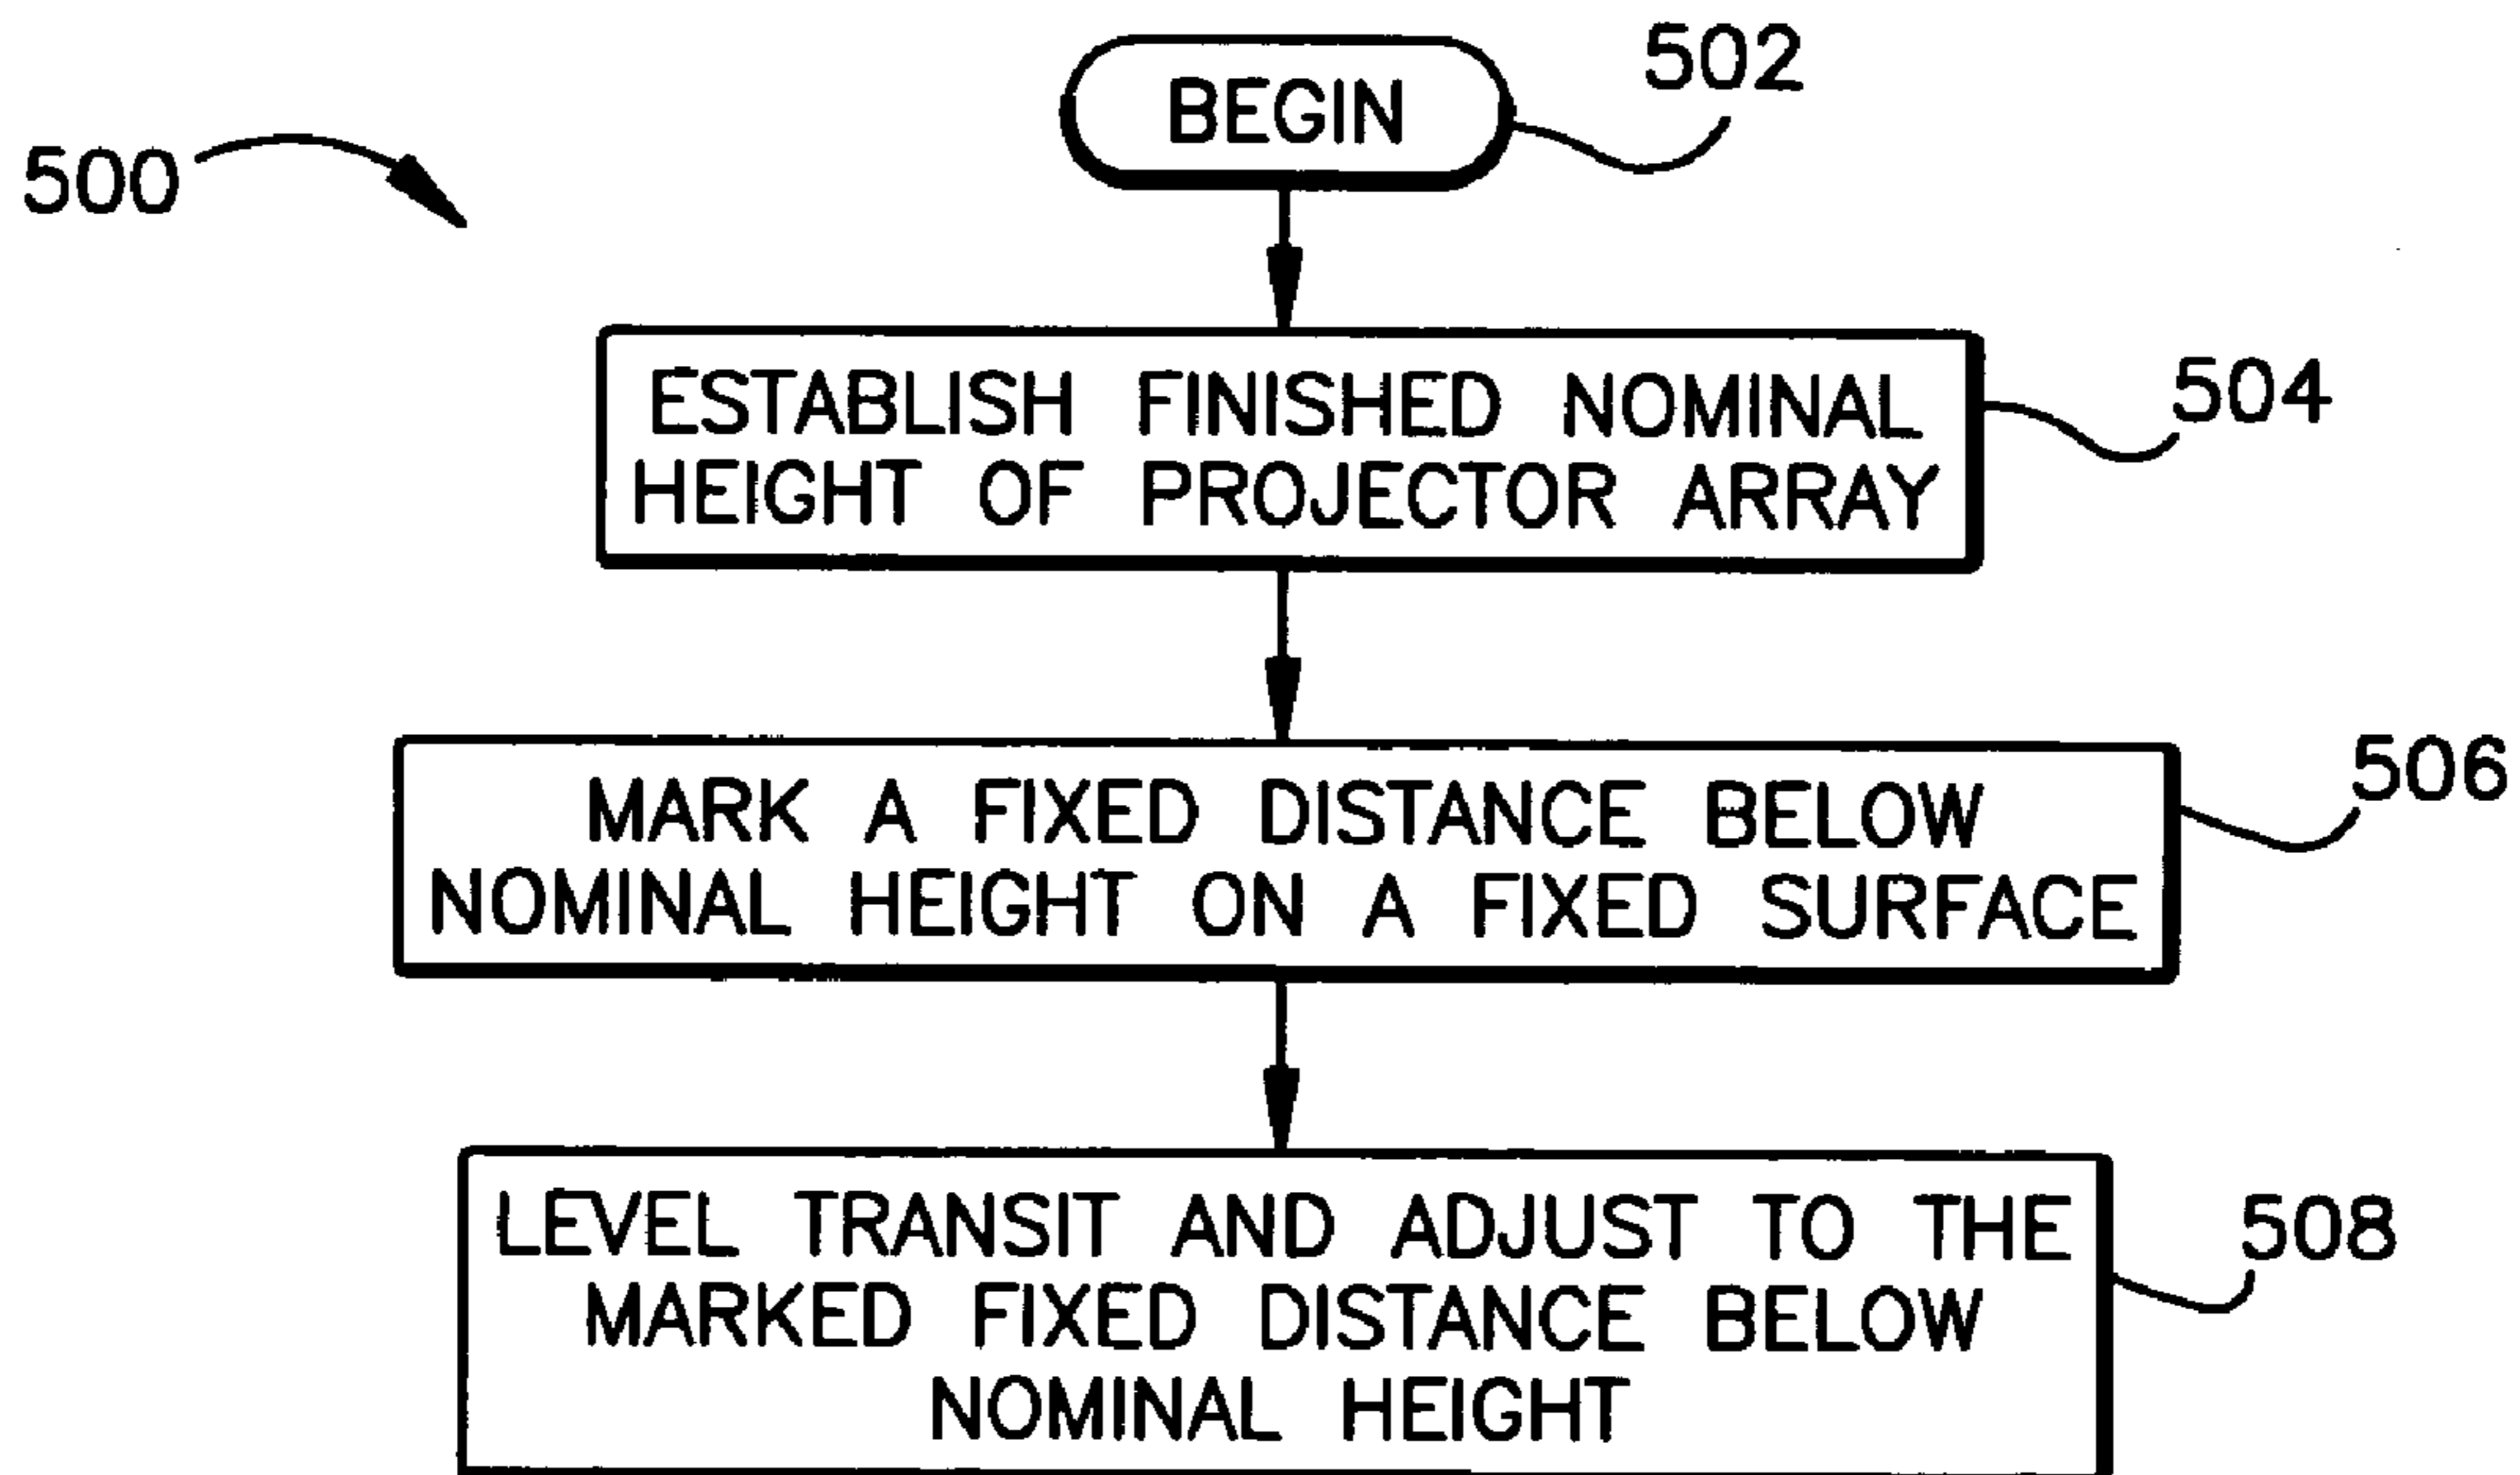 BEGIN
502
500
ESTABLISH FINISHED NOMINAL
HEIGHT OF PROJECTOR ARRAY
504
MARK A FIXED DISTANCE BELOW
NOMINAL HEIGHT ON A FIXED SURFACE
506
LEVEL TRANSIT AND ADJUST TO THE
MARKED FIXED DISTANCE BELOW
NOMINAL HEIGHT
508